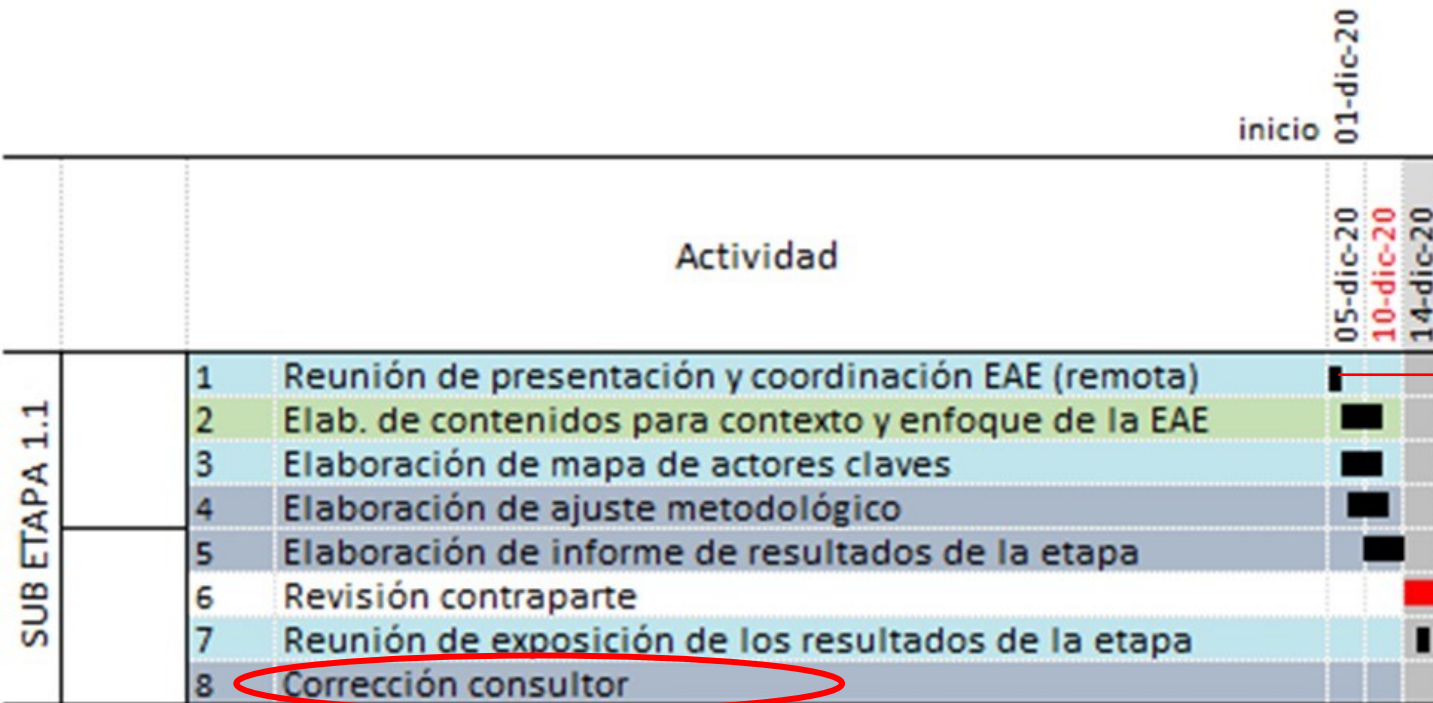 01-dic-20
inicio
Actividad
05-dic-20
10-dic-20
14-dic-20
SUB ETAPA 1.1
1 Reunión de presentación y coordinación EAE (remota)
2 Elab. de contenidos para contexto y enfoque de la EAE
3 Elaboración de mapa de actores claves
4 Elaboración de ajuste metodológico
5 Elaboración de informe de resultados de la etapa
6 Revisión contraparte
7 Reunión de exposición de los resultados de la etapa
8 Corrección consultor